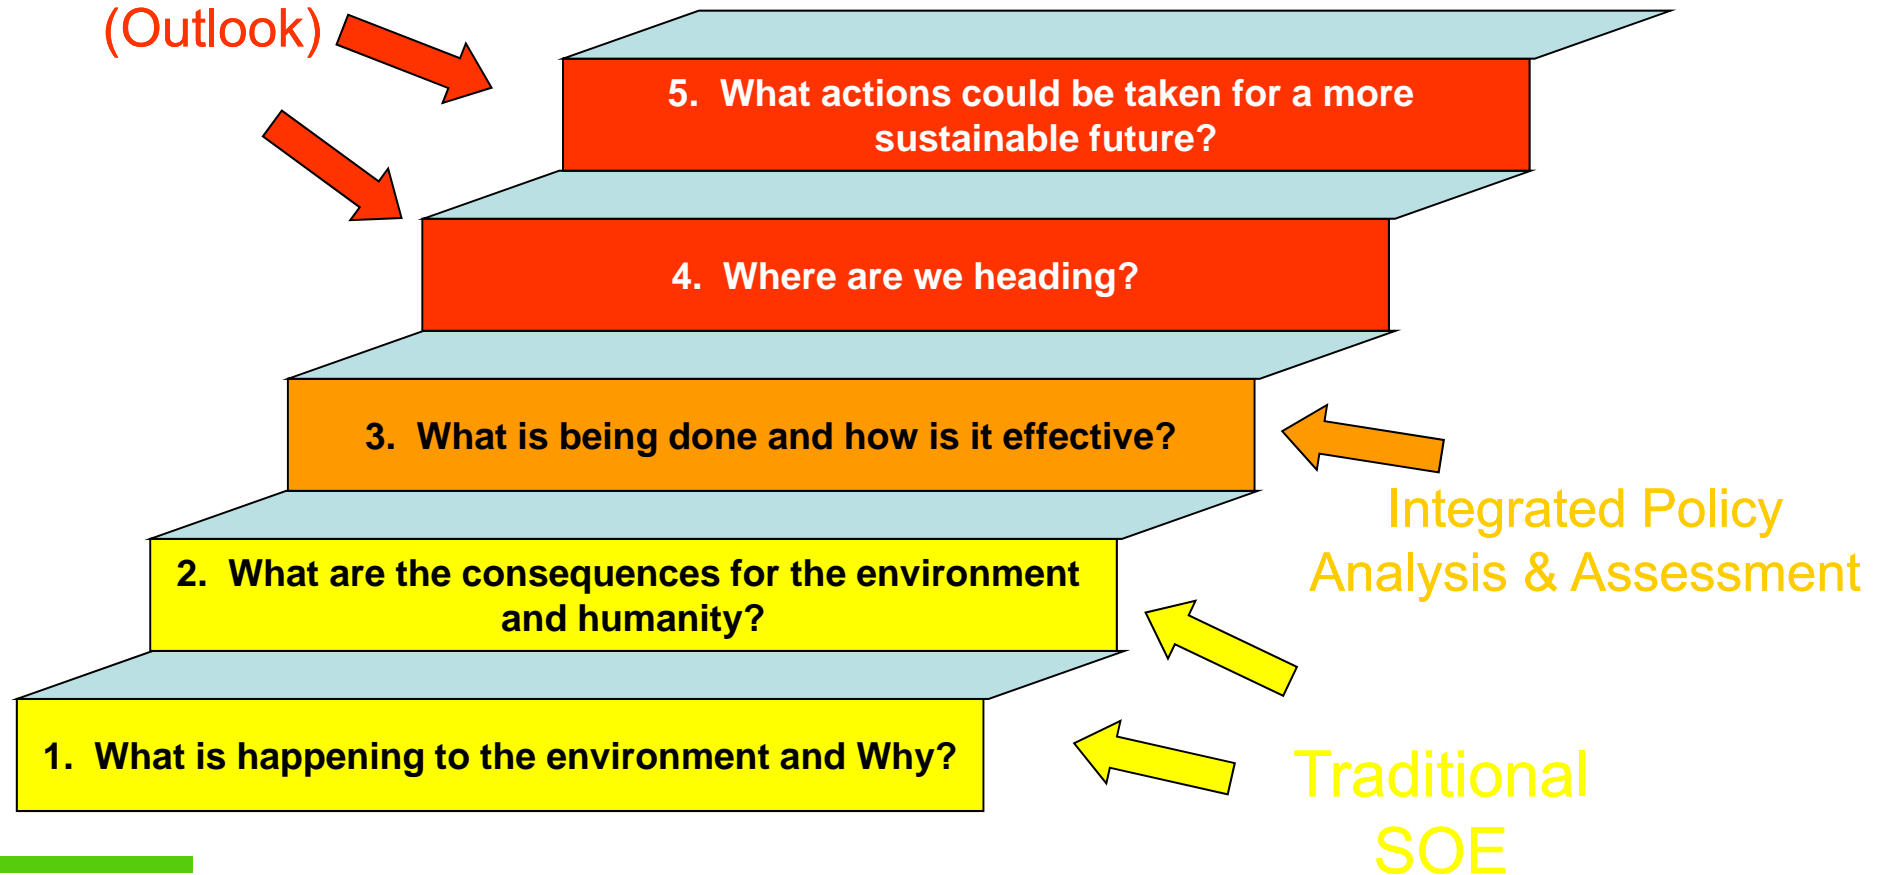 (Outlook)
5. What actions could be taken for a more
sustainable future?
4. Where are we heading?
3. What is being done and how is it effective?
Integrated Policy
Analysis & Assessment
2. What are the consequences for the environment
and humanity?
1. What is happening to the environment and Why?
Traditional
SOE